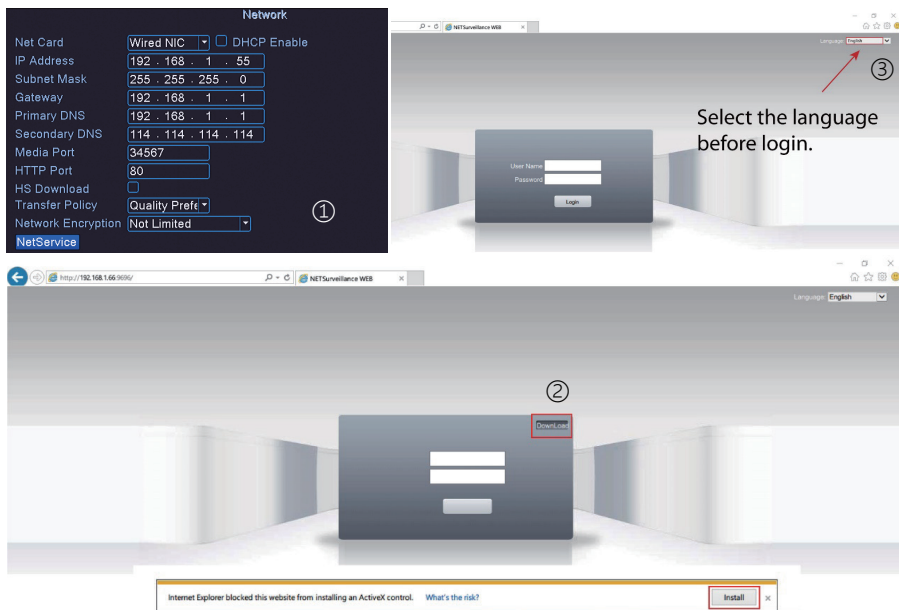 Network
Net Card Wired NIC DHCP Enable
IP Address 192 . 168 . 1 . 55
Subnet Mask 255 . 255 . 255 . 0
Gateway 192 . 168 . 1 . 1
Primary DNS 192 . 168 . 1 . 1
Secondary DNS 114 . 114 . 114 . 114
Media Port 34567
HTTP Port 80
HS Download
Transfer Policy Quality Prefe
Network Encryption Not Limited
NetService
①
NETSurveillance WEB
Language: English
③
Select the language
before login.
User Name
Password
Login
http://192.168.1.66:9696/ NETSurveillance WEB
Language: English
②
DownLoad
Internet Explorer blocked this website from installing an ActiveX control. What's the risk? Install